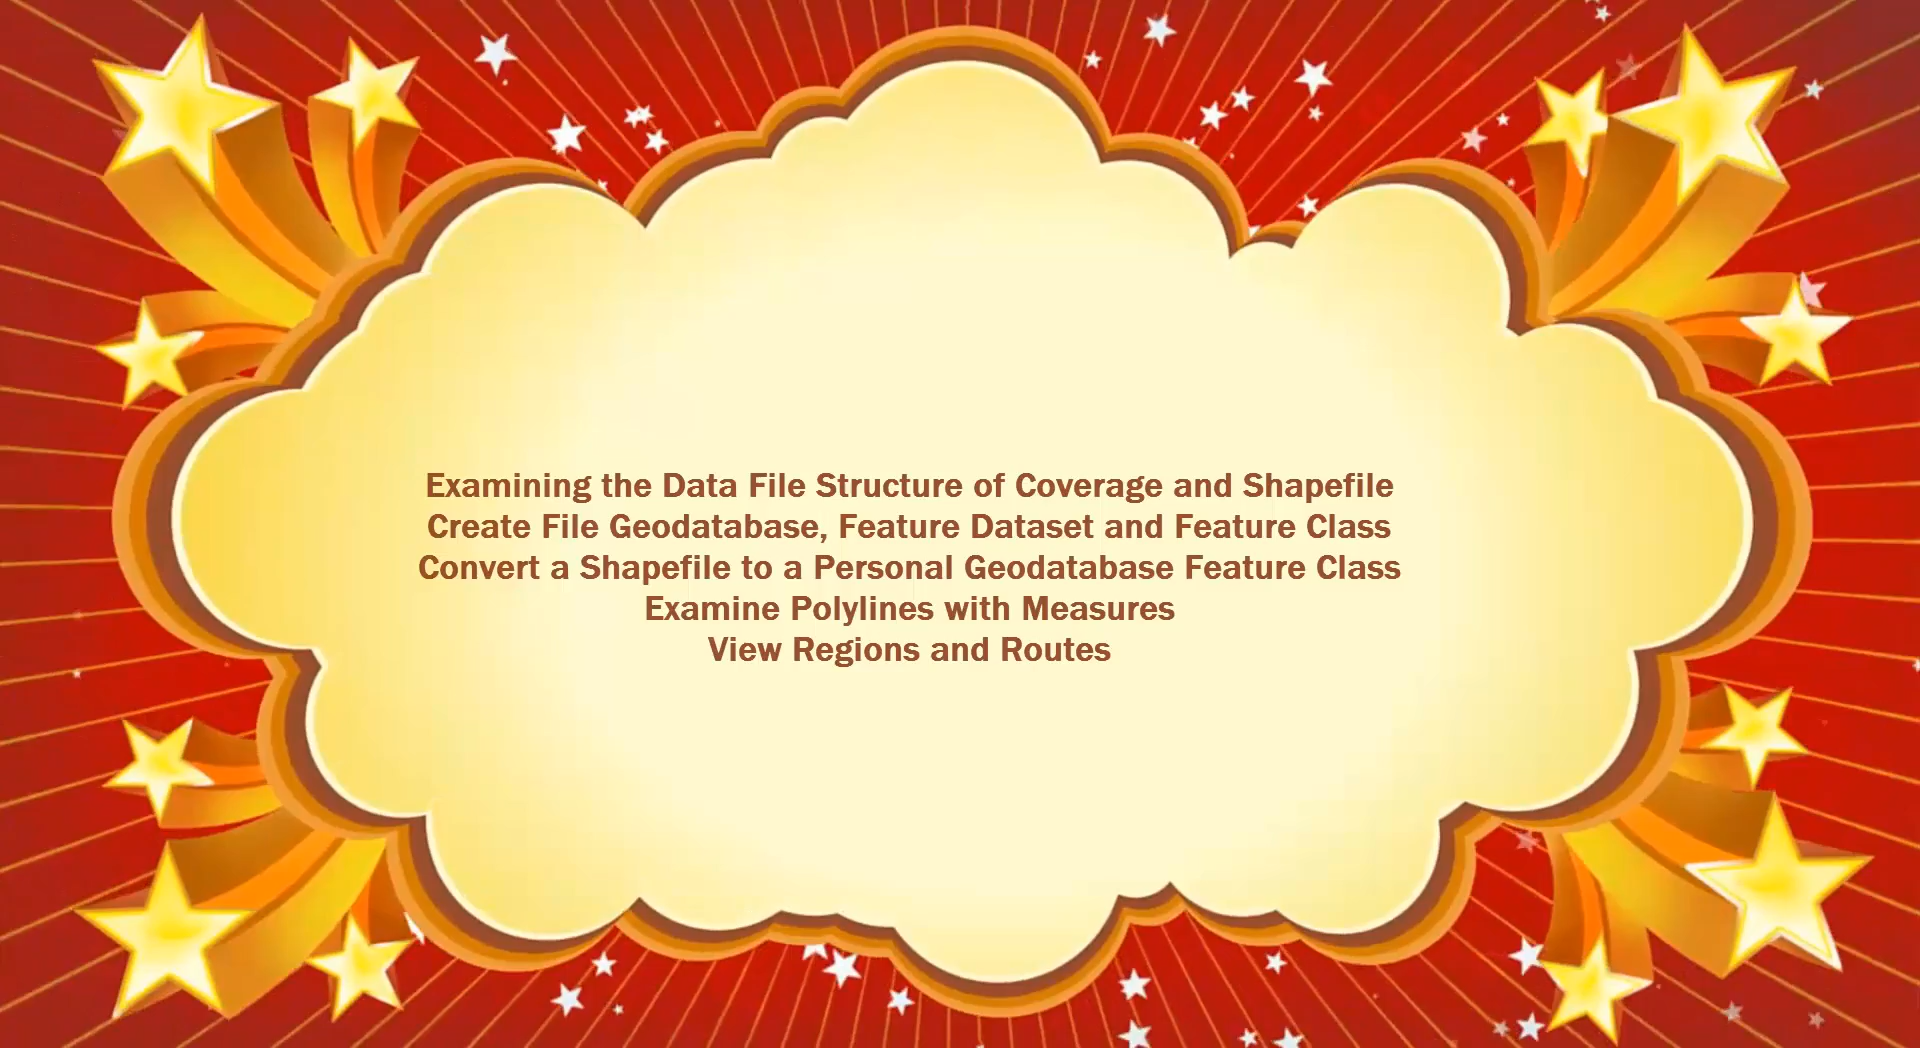 Examining the Data File Structure of Coverage and Shapefile
Create File Geodatabase, Feature Dataset and Feature Class
Convert a Shapefile to a Personal Geodatabase Feature Class
Examine Polylines with Measures
View Regions and Routes